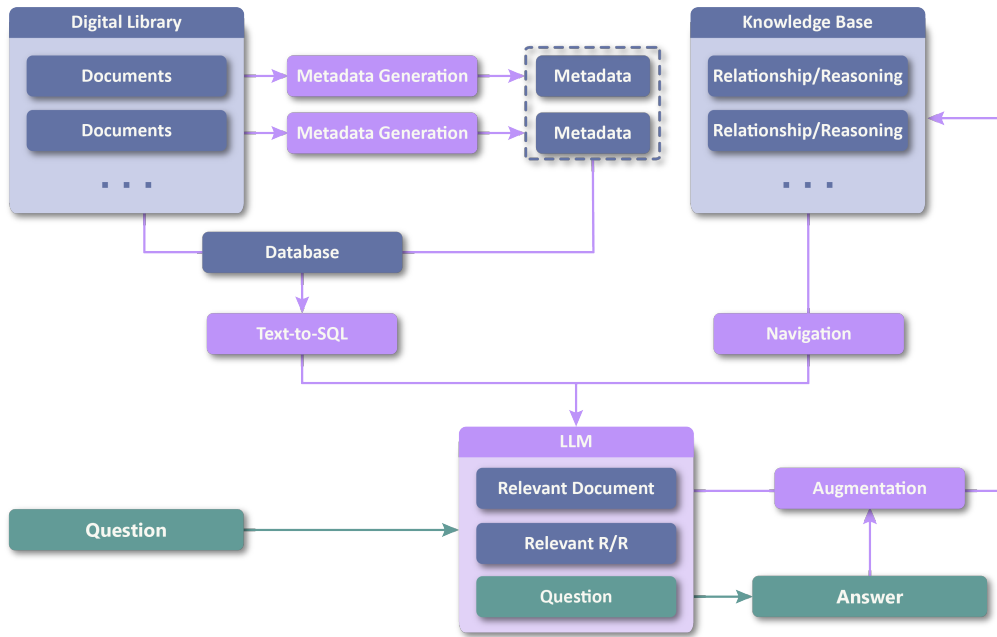 Digital Library
Knowledge Base
Documents
Metadata Generation
Metadata
Relationship/Reasoning
Documents
Metadata Generation
Metadata
Relationship/Reasoning
. . .
. . .
Database
Text-to-SQL
Navigation
LLM
Relevant Document
Augmentation
Question
Relevant R/R
Question
Answer